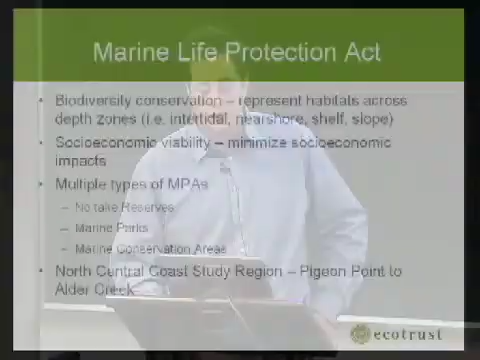 Marine Life Protection Act
• Biodiversity conservation – represent habitats across
depth zones (i.e. intertidal, nearshore, shelf, slope)
• Socioeconomic viability – minimize socioeconomic
impacts
• Multiple types of MPAs
– No take Reserves
– Marine Parks
– Marine Conservation Areas
• North Central Coast Study Region – Pigeon Point to
Alder Creek
ecotrust